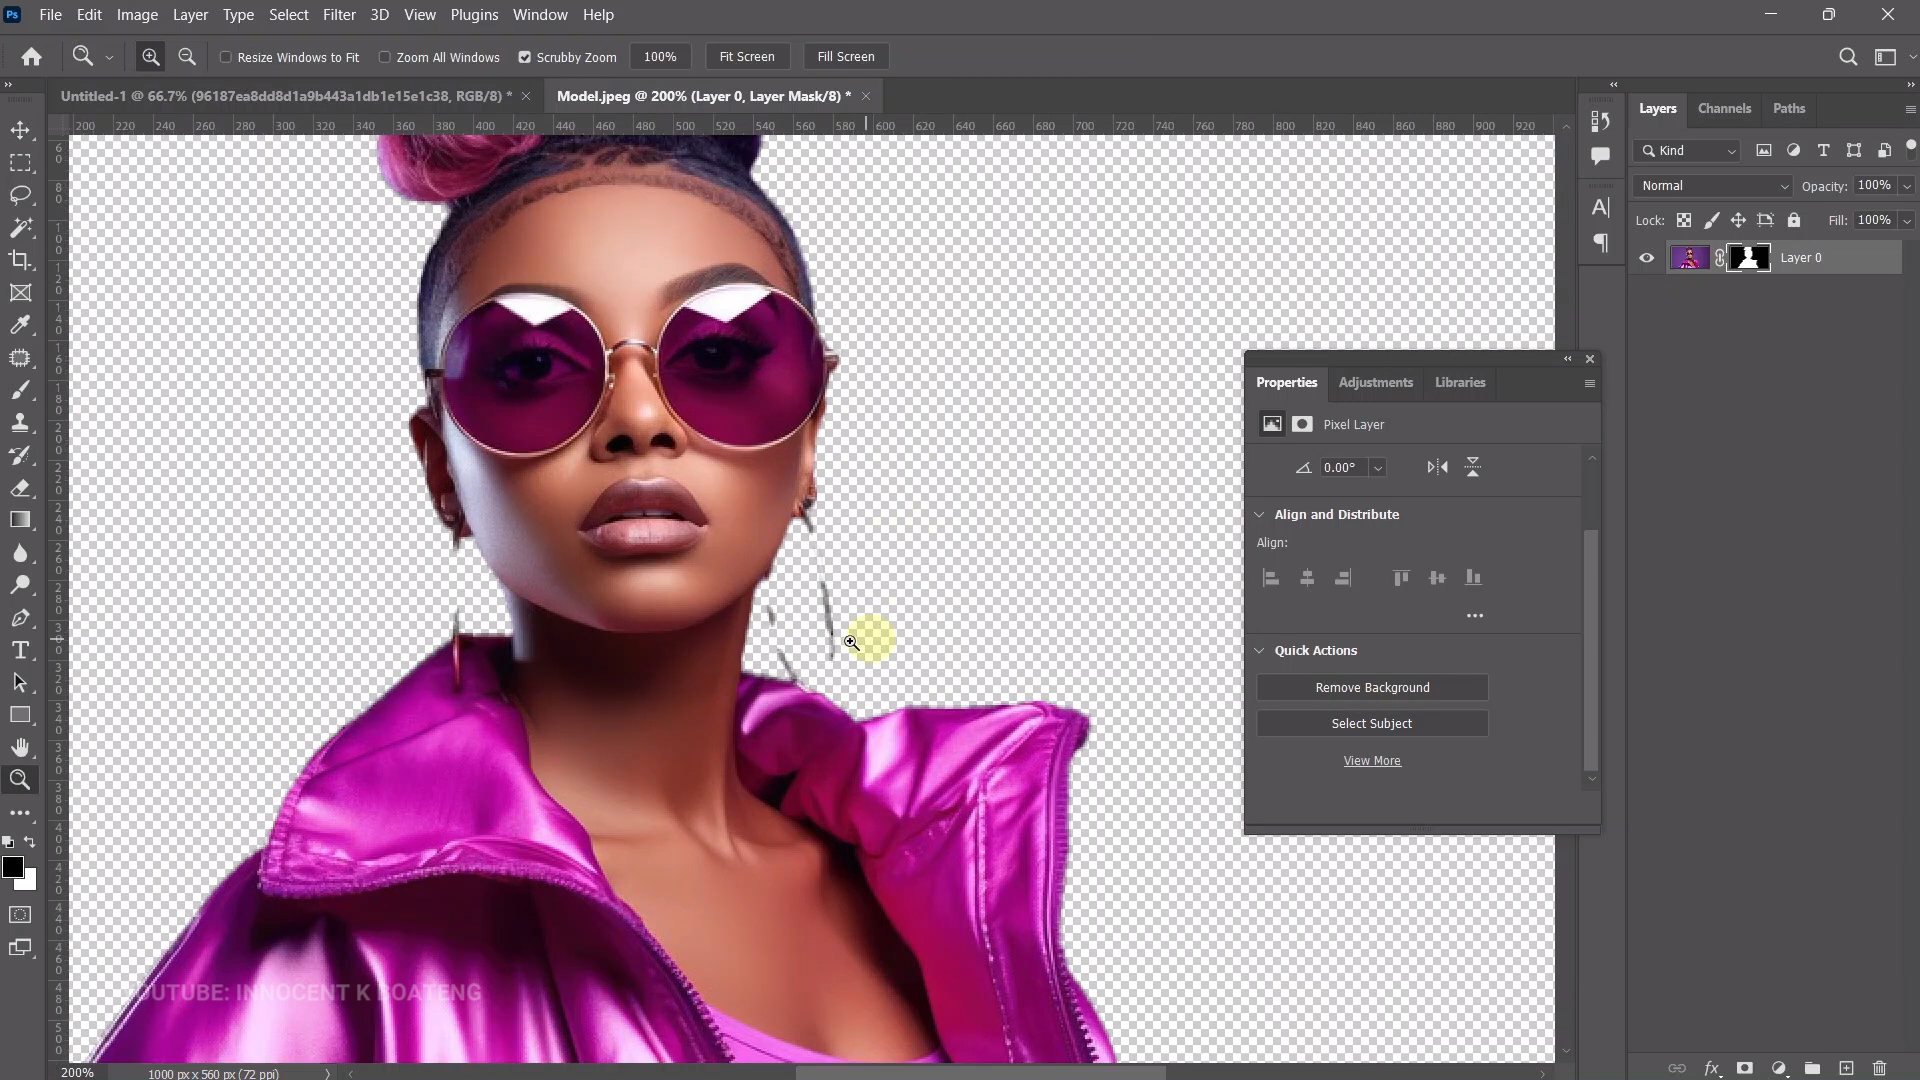 Ps File Edit Image Layer Type Select Filter 3D View Plugins Window Help
Resize Windows to Fit Zoom All Windows Scrubby Zoom 100% Fit Screen Fill Screen
Untitled-1 @ 66.7% (96187ea8dd8d1a9b443a1db1e15e1c38, RGB/8) * × Model.jpeg @ 200% (Layer 0, Layer Mask/8) * ×
200 220 240 260 280 300 320 340 360 380 400 420 440 460 480 500 520 540 560 580 600 620 640 660 680 700 720 740 760 780 800 820 840 860 880 900 920
Layers Channels Paths
Kind
Normal Opacity: 100%
Lock: Fill: 100%
Layer 0
Properties Adjustments Libraries
Pixel Layer
0.00°
Align and Distribute
Align:
Quick Actions
Remove Background
Select Subject
View More
OUTUBE: INNOCENT K BOATENG
200% 1000 px x 560 px (72 ppi)